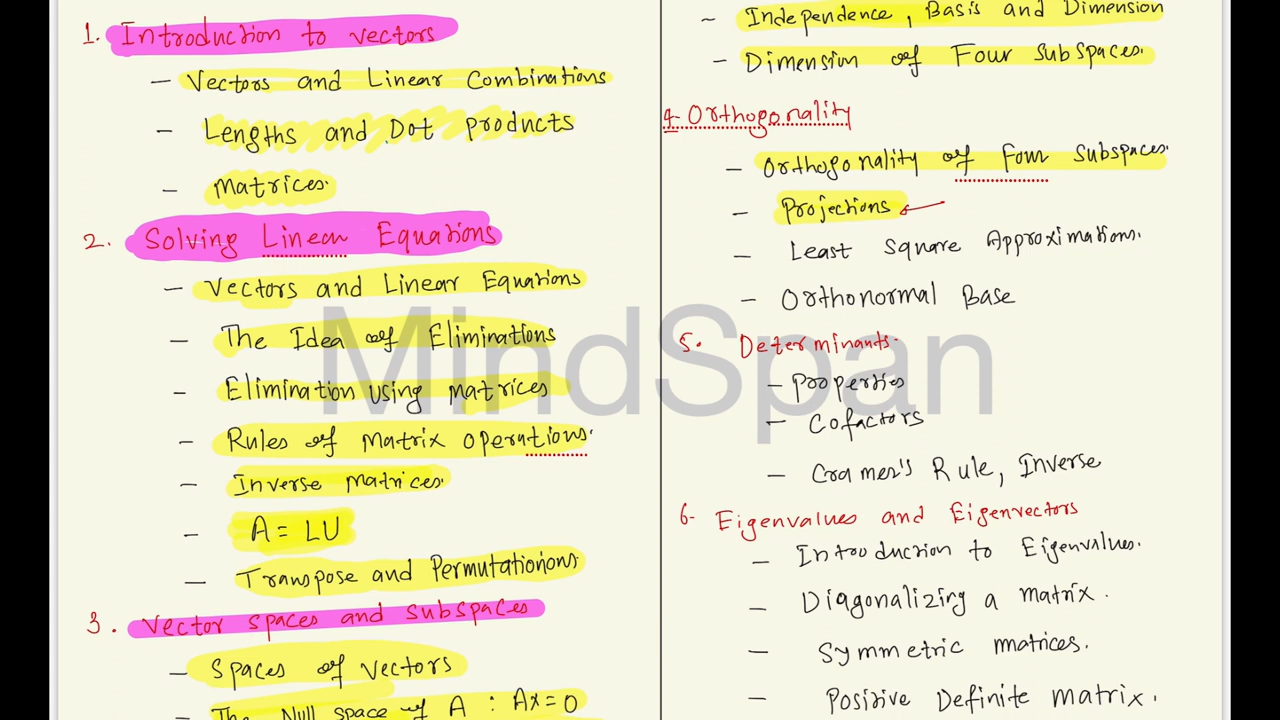 1. Introduction to vectors
- Vectors and Linear Combinations
- Lengths and Dot products
- Matrices.
2. Solving Linear Equations
- Vectors and Linear Equations
- The Idea of Eliminations
- Elimination using matrices
- Rules of matrix operations.
- Inverse matrices.
- A = LU
- Transpose and Permutationions
3. Vector spaces and subspaces
- Spaces of vectors
- The Null space of A : Ax=0
- Independence, Basis and Dimension
- Dimension of Four Subspaces.
4- Orthogonality
- Orthogonality of Four Subspaces.
- Projections
- Least Square Approximations.
- Orthonormal Base
5. Determinants.
- Properties
- Cofactors
- Cramer's Rule, Inverse
6- Eigenvalues and Eigenvectors
- Introduction to Eigenvalues.
- Diagonalizing a matrix.
- Symmetric matrices.
- Positive Definite matrix.
MindSpan